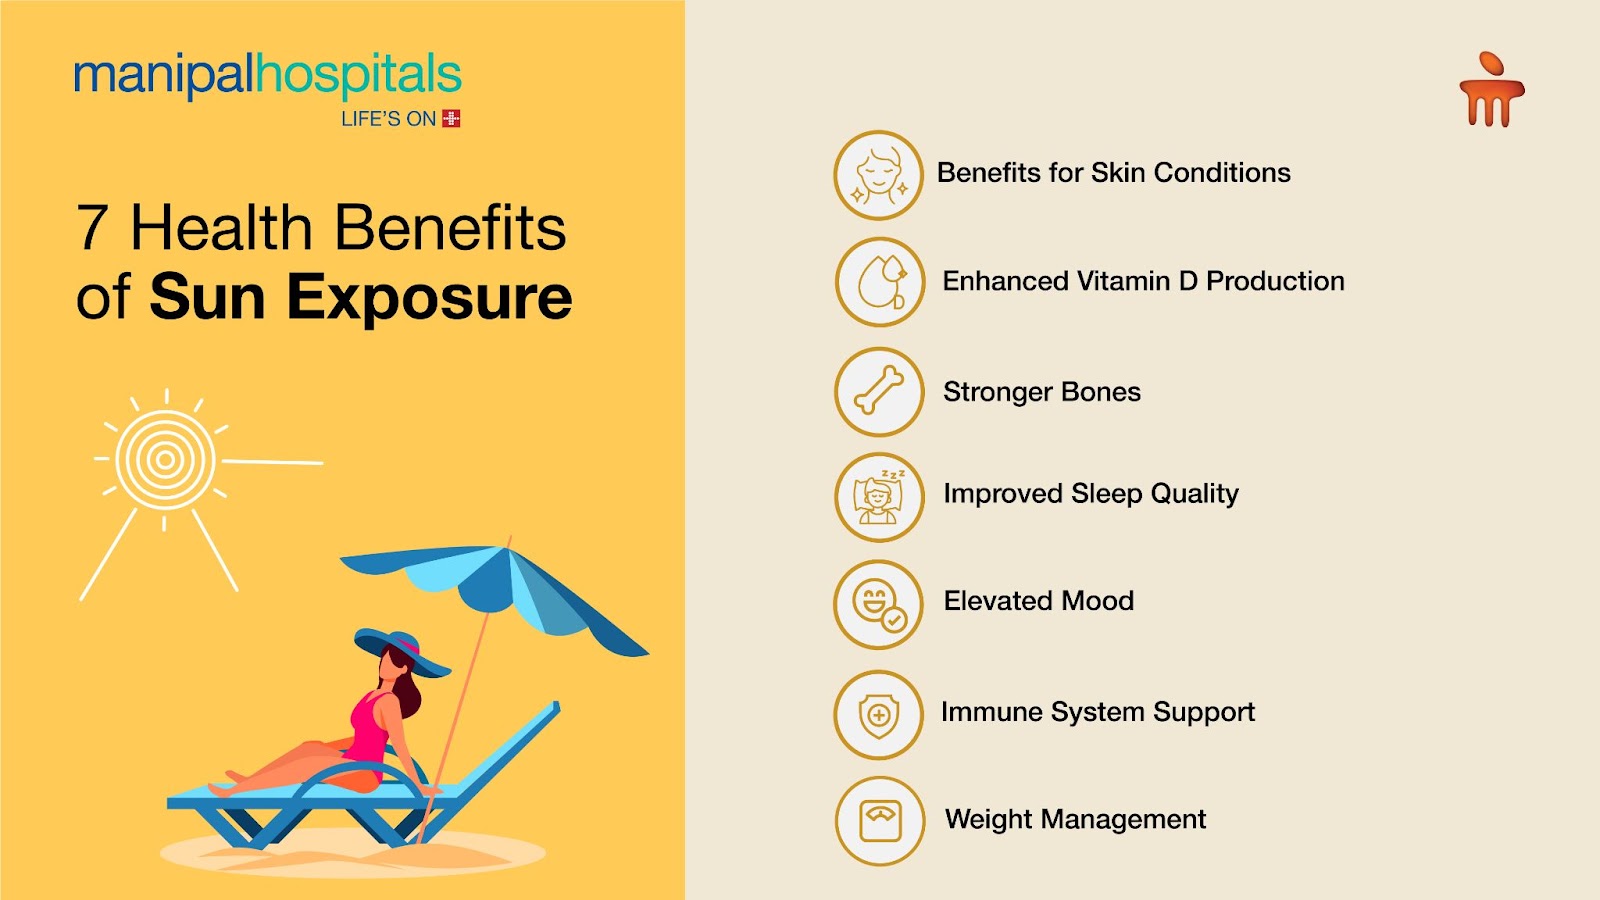 manipalhospitals
LIFE'S ON
7 Health Benefits
of Sun Exposure
Benefits for Skin Conditions
Enhanced Vitamin D Production
D
Stronger Bones
zzz
Improved Sleep Quality
Elevated Mood
Immune System Support
Weight Management